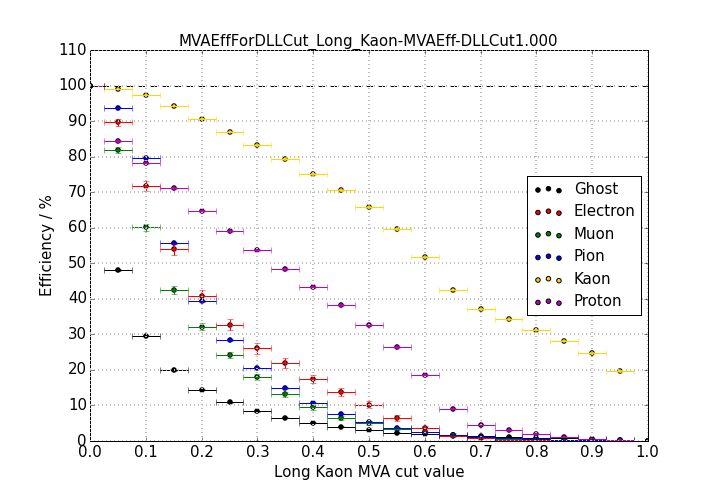 MVAEffForDLLCut_Long_Kaon-MVAEff-DLLCut1.000
Efficiency / %
110
100
90
80
70
60
50
40
30
20
10
0
0.0 0.1 0.2 0.3 0.4 0.5 0.6 0.7 0.8 0.9 1.0
Long Kaon MVA cut value
Ghost
Electron
Muon
Pion
Kaon
Proton